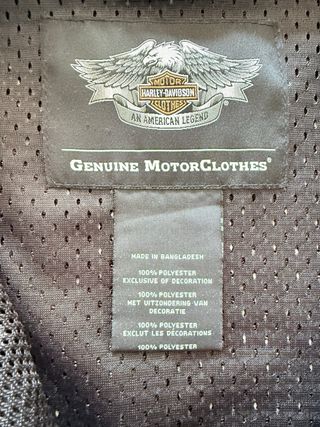 MOTOR
HARLEY-DAVIDSON
CLOTHES
AN AMERICAN LEGEND
GENUINE MOTORCLOTHES®
MADE IN BANGLADESH
100% POLYESTER
EXCLUSIVE OF DECORATION
100% POLYESTER
MET UITZONDERING VAN
DECORATIE
100% POLYESTER
EXCLUT LES DÉCORATIONS
100% POLYESTER